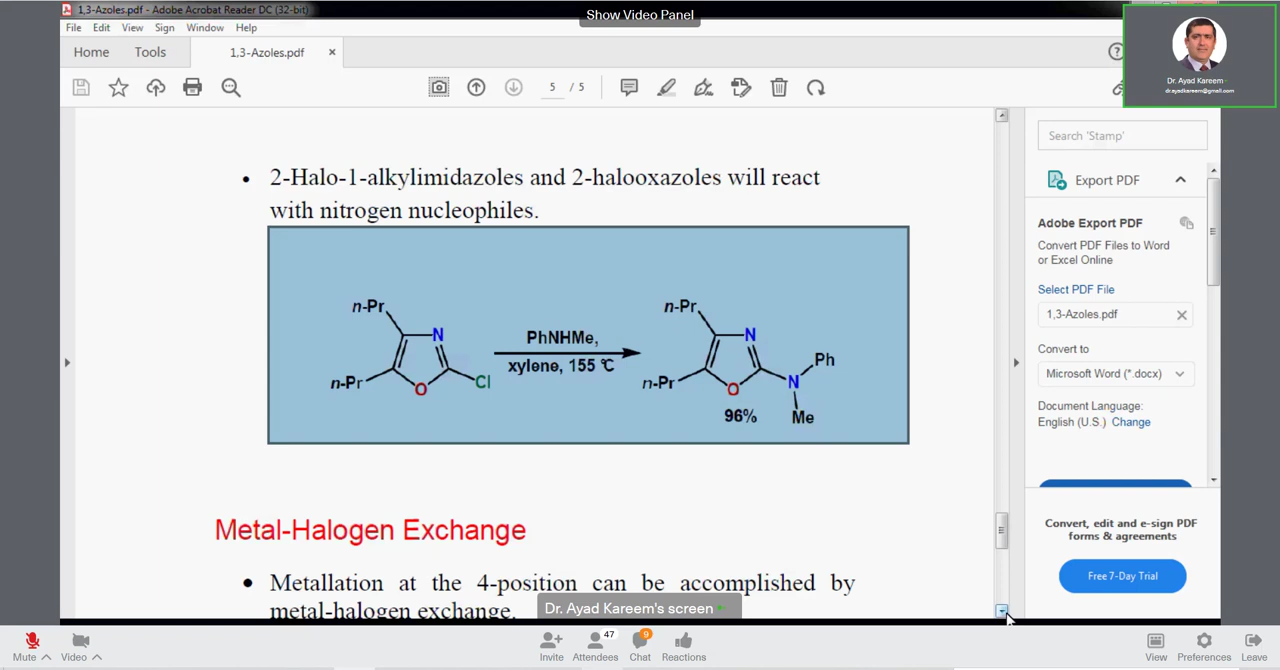 1,3-Azoles.pdf - Adobe Acrobat Reader DC (32-bit)
Show Video Panel
File Edit View Sign Window Help
Home Tools 1,3-Azoles.pdf ×
5 / 5
Dr. Ayad Kareem
dr.ayadkareem@gmail.com
• 2-Halo-1-alkylimidazoles and 2-halooxazoles will react
with nitrogen nucleophiles.
n-Pr
N
n-Pr
O
Cl
PhNHMe,
xylene, 155 ℃
n-Pr
N
n-Pr
O
N
Ph
Me
96%
Metal-Halogen Exchange
• Metallation at the 4-position can be accomplished by
metal-halogen exchange.
Search 'Stamp'
Export PDF
Adobe Export PDF
Convert PDF Files to Word
or Excel Online
Select PDF File
1,3-Azoles.pdf
Convert to
Microsoft Word (*.docx)
Document Language:
English (U.S.) Change
Convert, edit and e-sign PDF
forms & agreements
Free 7-Day Trial
Dr. Ayad Kareem's screen
Mute Video Invite Attendees 47 Chat 9 Reactions View Preferences Leave